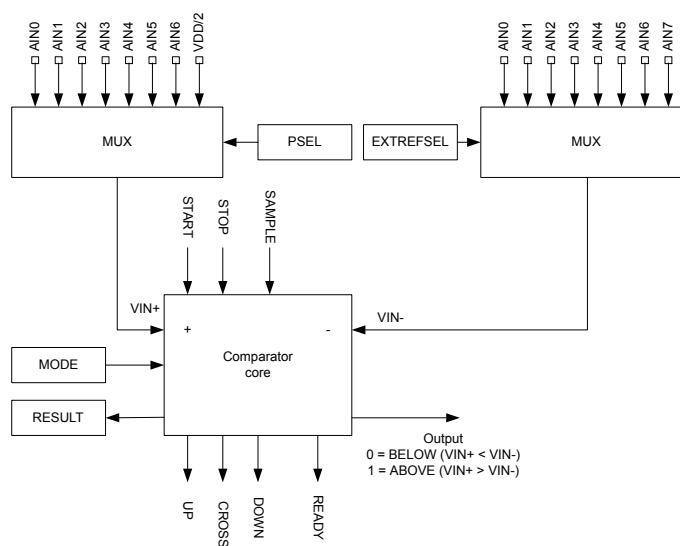 AIN0
AIN1
AIN2
AIN3
AIN4
AIN5
AIN6
VDD/2
AIN0
AIN1
AIN2
AIN3
AIN4
AIN5
AIN6
AIN7
MUX
PSEL
EXTREFSEL
MUX
START
STOP
SAMPLE
VIN+
VIN-
+
-
Comparator
core
MODE
RESULT
Output
0 = BELOW (VIN+ < VIN-)
1 = ABOVE (VIN+ > VIN-)
UP
CROSS
DOWN
READY